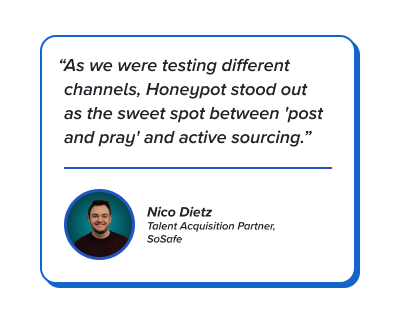 “As we were testing different
channels, Honeypot stood out
as the sweet spot between 'post
and pray' and active sourcing.”
Nico Dietz
Talent Acquisition Partner,
SoSafe